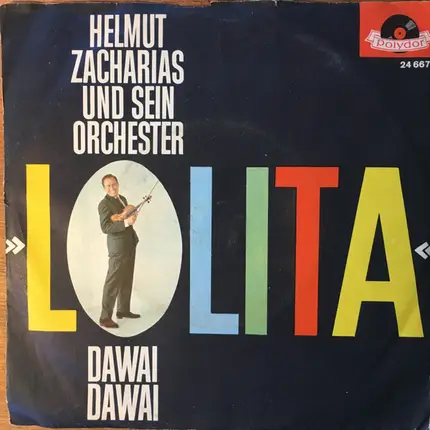 HELMUT
ZACHARIAS
UND SEIN
ORCHESTER
Polydor
24 667
» LOLITA «
DAWAI
DAWAI